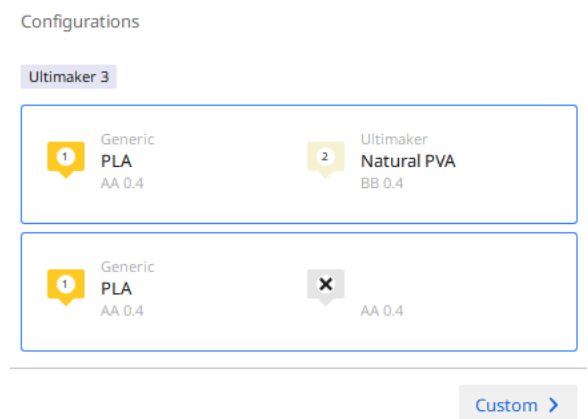 Configurations
Ultimaker 3
1
Generic
PLA
AA 0.4
2
Ultimaker
Natural PVA
BB 0.4
1
Generic
PLA
AA 0.4
AA 0.4
Custom